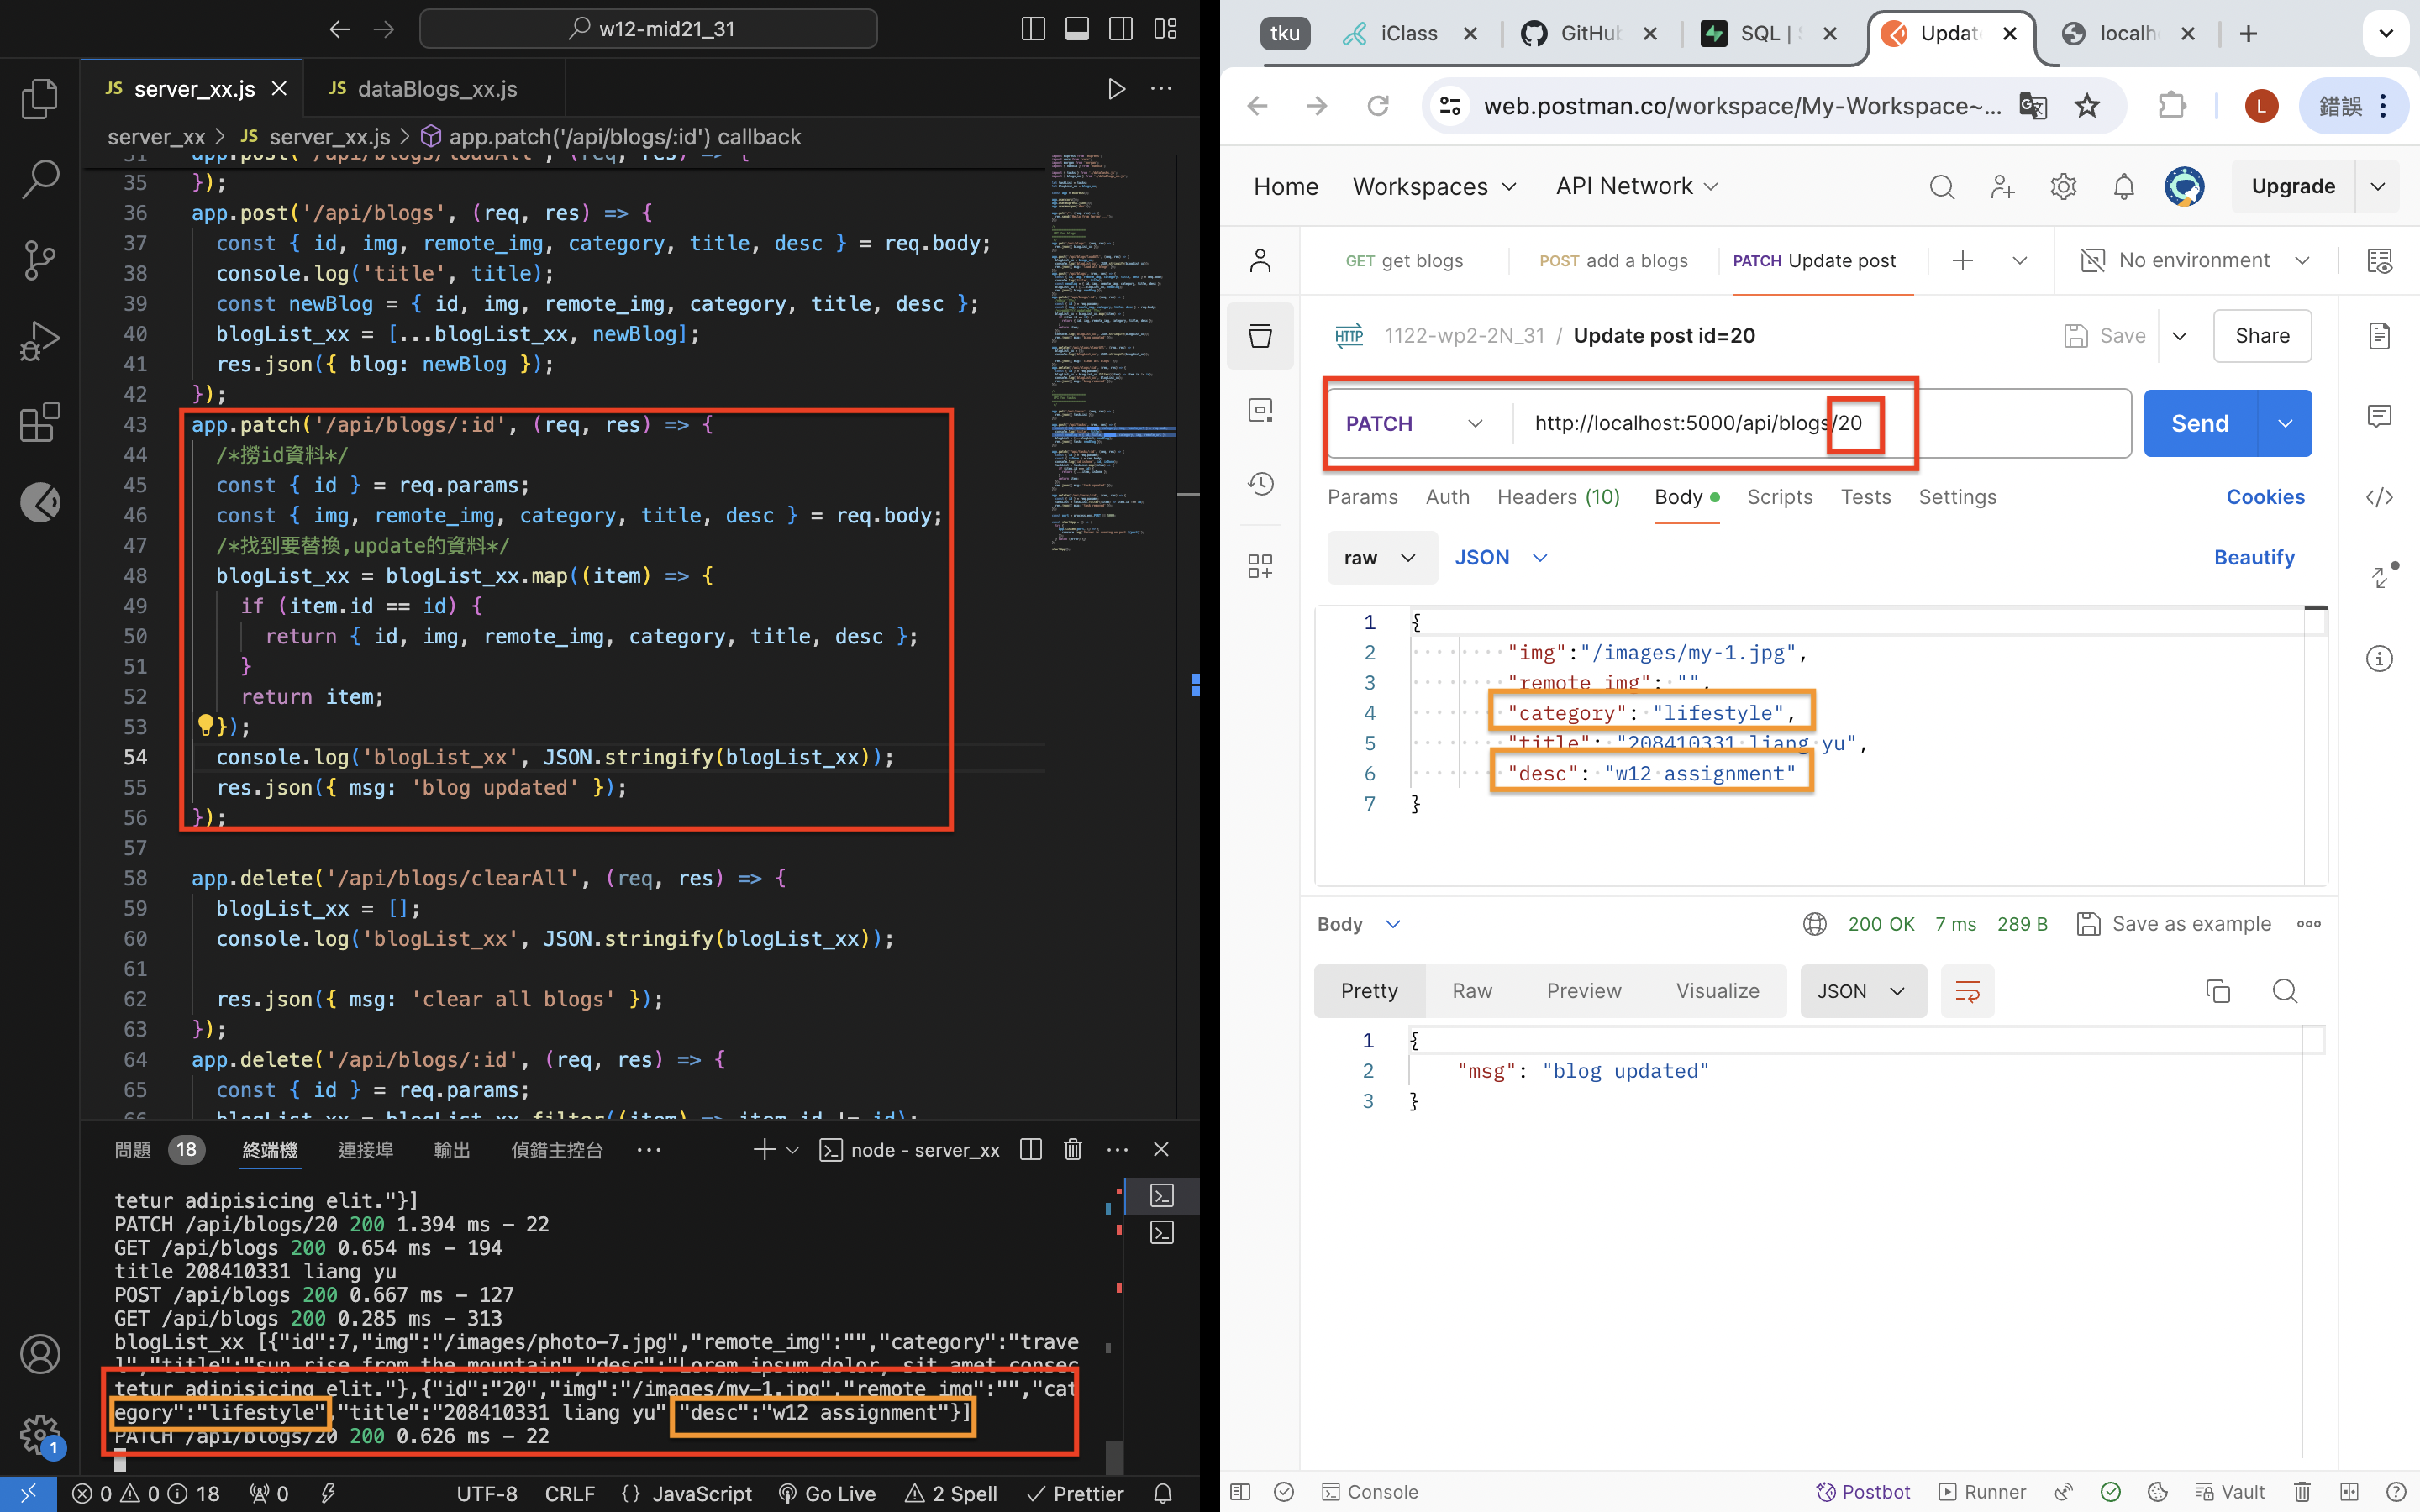 w12-mid21_31
JS server_xx.js
JS dataBlogs_xx.js
server_xx > JS server_xx.js > app.patch('/api/blogs/:id') callback
31 app.post('/api/blogs/loadAll', (req, res) => {
35 });
36 app.post('/api/blogs', (req, res) => {
37 const { id, img, remote_img, category, title, desc } = req.body;
38 console.log('title', title);
39 const newBlog = { id, img, remote_img, category, title, desc };
40 blogList_xx = [...blogList_xx, newBlog];
41 res.json({ blog: newBlog });
42 });
43 app.patch('/api/blogs/:id', (req, res) => {
44 /*撈id資料*/
45 const { id } = req.params;
46 const { img, remote_img, category, title, desc } = req.body;
47 /*找到要替換,update的資料*/
48 blogList_xx = blogList_xx.map((item) => {
49 if (item.id == id) {
50 return { id, img, remote_img, category, title, desc };
51 }
52 return item;
53 });
54 console.log('blogList_xx', JSON.stringify(blogList_xx));
55 res.json({ msg: 'blog updated' });
56 });
57
58 app.delete('/api/blogs/clearAll', (req, res) => {
59 blogList_xx = [];
60 console.log('blogList_xx', JSON.stringify(blogList_xx));
61
62 res.json({ msg: 'clear all blogs' });
63 });
64 app.delete('/api/blogs/:id', (req, res) => {
65 const { id } = req.params;
66 blogList_xx = blogList_xx.filter((item) => item.id != id);
問題 18 終端機 連接埠 輸出 偵錯主控台
node - server_xx
tetur adipisicing elit."}]
PATCH /api/blogs/20 200 1.394 ms - 22
GET /api/blogs 200 0.654 ms - 194
title 208410331 liang yu
POST /api/blogs 200 0.667 ms - 127
GET /api/blogs 200 0.285 ms - 313
blogList_xx [{"id":7,"img":"/images/photo-7.jpg","remote_img":"","category":"trave
l","title":"sun rise from the mountain","desc":"Lorem ipsum dolor, sit amet consec
tetur adipisicing elit."},{"id":"20","img":"/images/my-1.jpg","remote_img":"","cat
egory":"lifestyle","title":"208410331 liang yu","desc":"w12 assignment"}]
PATCH /api/blogs/20 200 0.626 ms - 22
1
0 0 18 0 UTF-8 CRLF {} JavaScript Go Live 2 Spell Prettier
tku iClass GitHu SQL | Updat localh
web.postman.co/workspace/My-Workspace~...
L
錯誤
Home Workspaces API Network Upgrade
GET get blogs
POST add a blogs
PATCH Update post
No environment
HTTP 1122-wp2-2N_31 / Update post id=20
Save
Share
PATCH http://localhost:5000/api/blogs/20
Send
Params Auth Headers (10) Body Scripts Tests Settings Cookies
raw JSON Beautify
1 {
2 "img":"/images/my-1.jpg",
3 "remote_img": "",
4 "category": "lifestyle",
5 "title": "208410331 liang yu",
6 "desc": "w12 assignment"
7 }
Body 200 OK 7 ms 289 B Save as example
Pretty Raw Preview Visualize JSON
1 {
2 "msg": "blog updated"
3 }
Console Postbot Runner Vault